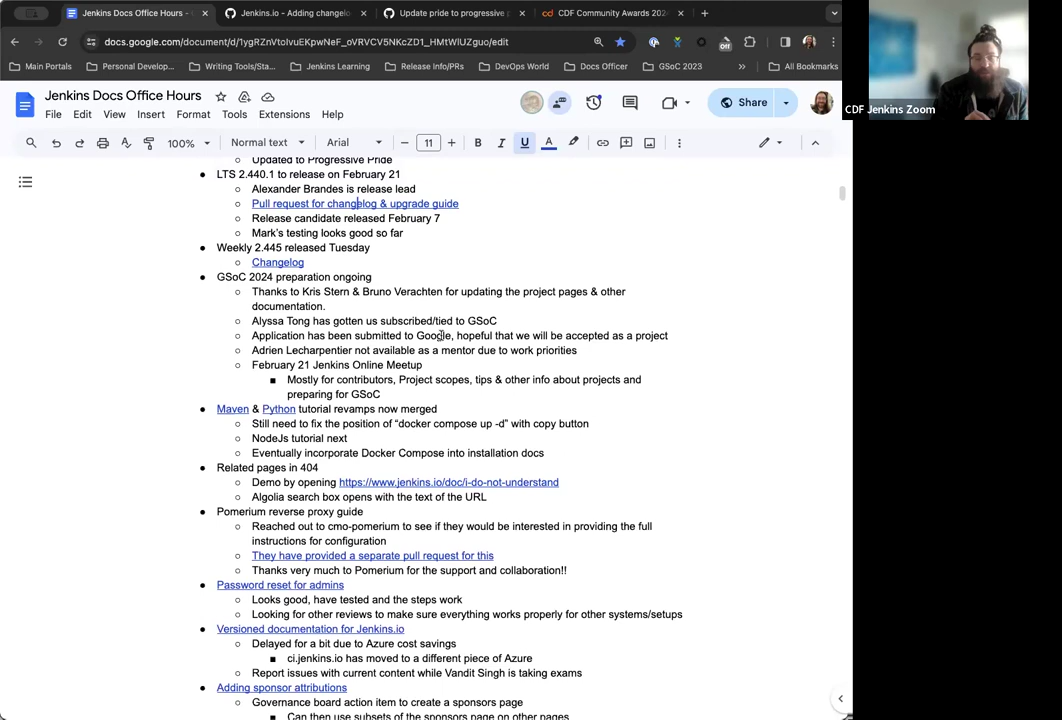 Jenkins Docs Office Hours
Jenkins.io - Adding changelo
Update pride to progressive p
CDF Community Awards 202
docs.google.com/document/d/1ygRZnVtoIvuEKpwNeF_oVRVCV5NKcZD1_HMtWlUZguo/edit
Off
Main Portals
Personal Develop...
Writing Tools/Sta...
Jenkins Learning
Release Info/PRs
DevOps World
Docs Officer
GSoC 2023
All Bookmarks
Jenkins Docs Office Hours
File Edit View Insert Format Tools Extensions Help
Share
100% Normal text Arial 11 B I U A
Updated to Progressive Pride
LTS 2.440.1 to release on February 21
Alexander Brandes is release lead
Pull request for changelog & upgrade guide
Release candidate released February 7
Mark's testing looks good so far
Weekly 2.445 released Tuesday
Changelog
GSoC 2024 preparation ongoing
Thanks to Kris Stern & Bruno Verachten for updating the project pages & other
documentation.
Alyssa Tong has gotten us subscribed/tied to GSoC
Application has been submitted to Google, hopeful that we will be accepted as a project
Adrien Lecharpentier not available as a mentor due to work priorities
February 21 Jenkins Online Meetup
Mostly for contributors, Project scopes, tips & other info about projects and
preparing for GSoC
Maven & Python tutorial revamps now merged
Still need to fix the position of “docker compose up -d” with copy button
NodeJs tutorial next
Eventually incorporate Docker Compose into installation docs
Related pages in 404
Demo by opening https://www.jenkins.io/doc/i-do-not-understand
Algolia search box opens with the text of the URL
Pomerium reverse proxy guide
Reached out to cmo-pomerium to see if they would be interested in providing the full
instructions for configuration
They have provided a separate pull request for this
Thanks very much to Pomerium for the support and collaboration!!
Password reset for admins
Looks good, have tested and the steps work
Looking for other reviews to make sure everything works properly for other systems/setups
Versioned documentation for Jenkins.io
Delayed for a bit due to Azure cost savings
ci.jenkins.io has moved to a different piece of Azure
Report issues with current content while Vandit Singh is taking exams
Adding sponsor attributions
Governance board action item to create a sponsors page
Can then use subsets of the sponsors page on other pages
CDF Jenkins Zoom